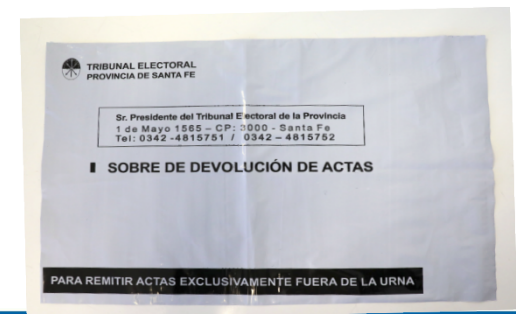 TRIBUNAL ELECTORAL
PROVINCIA DE SANTA FE
Sr. Presidente del Tribunal Electoral de la Provincia
1 de Mayo 1565 – CP: 3000 - Santa Fe
Tel: 0342 -4815751 / 0342 – 4815752
SOBRE DE DEVOLUCIÓN DE ACTAS
PARA REMITIR ACTAS EXCLUSIVAMENTE FUERA DE LA URNA